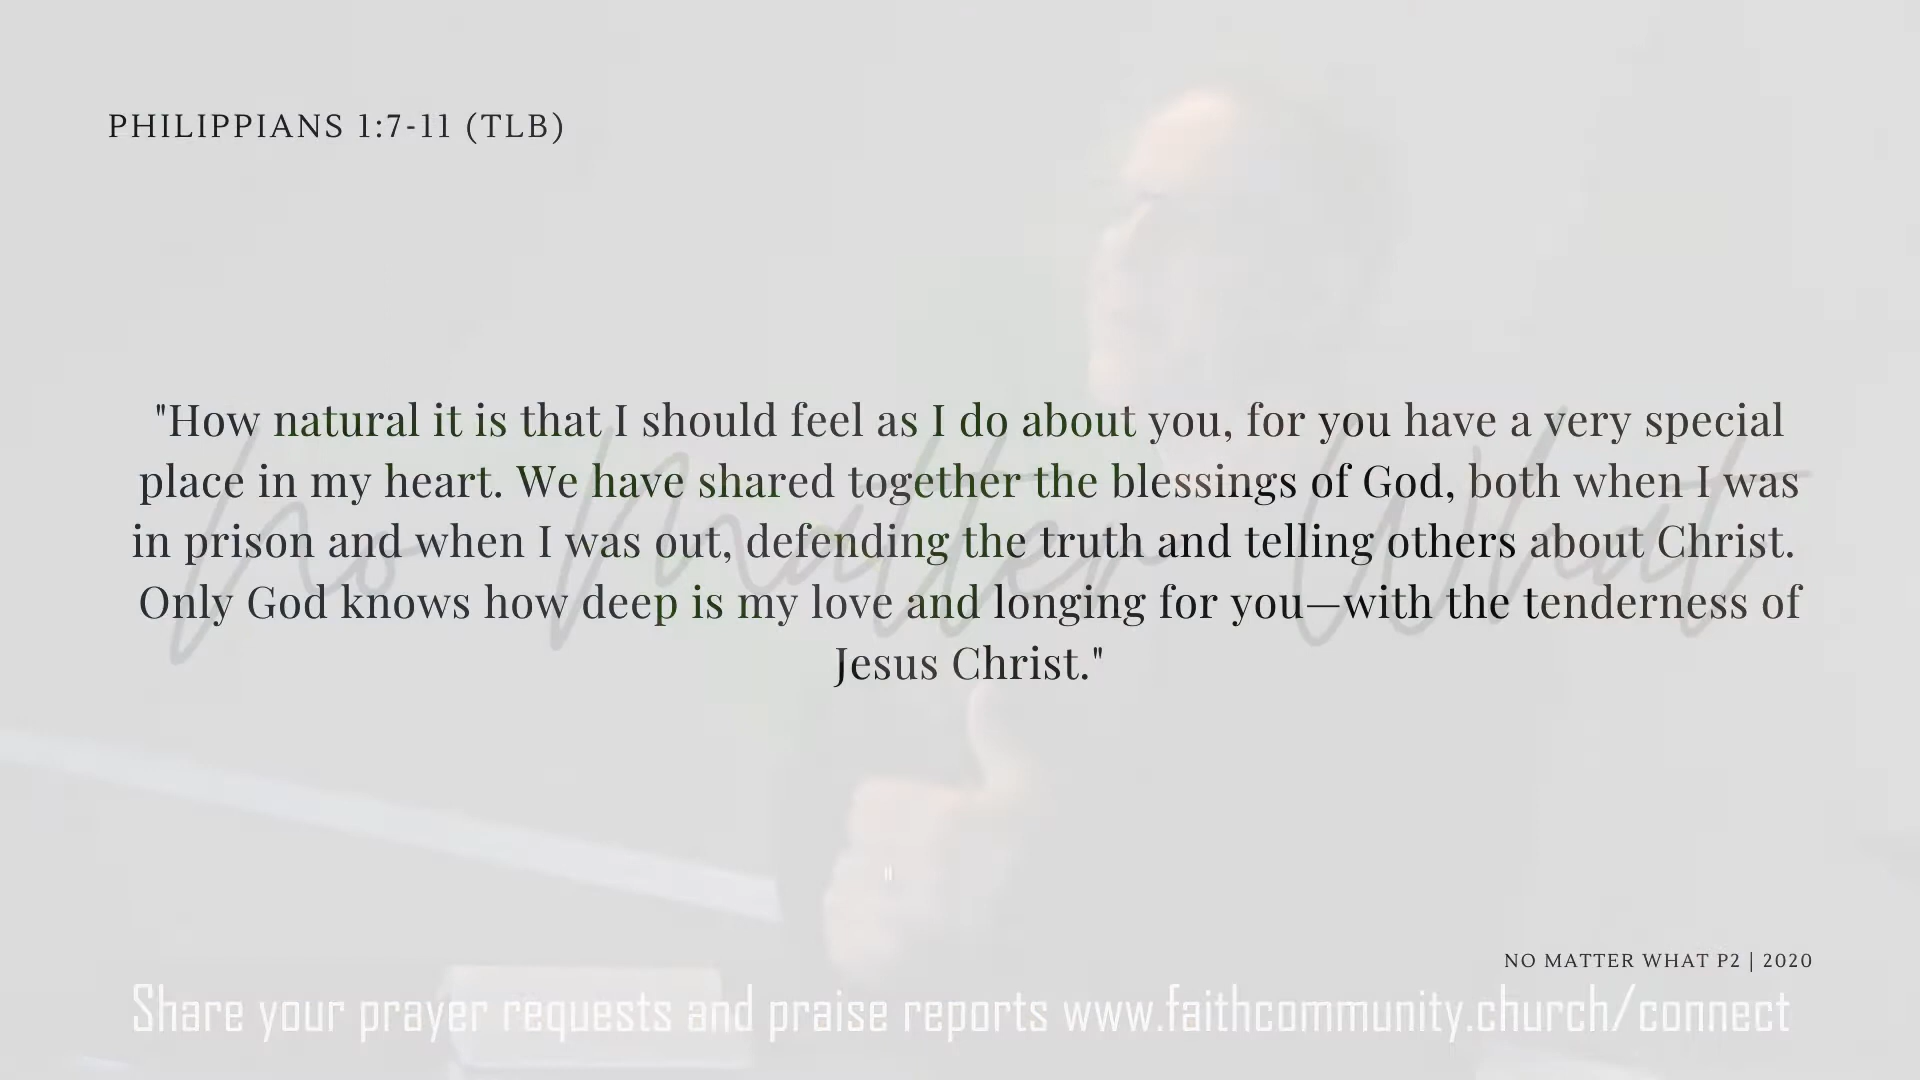 PHILIPPIANS 1:7-11 (TLB)
"How natural it is that I should feel as I do about you, for you have a very special
place in my heart. We have shared together the blessings of God, both when I was
in prison and when I was out, defending the truth and telling others about Christ.
Only God knows how deep is my love and longing for you—with the tenderness of
Jesus Christ."
No Matter What
NO MATTER WHAT P2 | 2020
Share your prayer requests and praise reports www.faithcommunity.church/connect